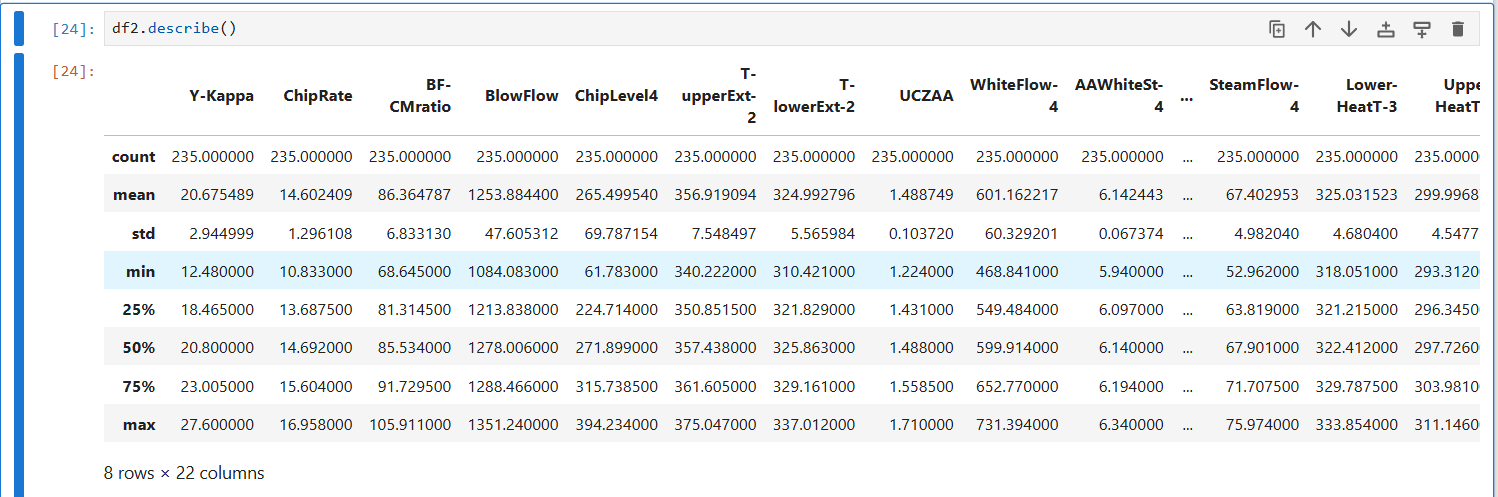 [24]: df2.describe()
[24]:
Y-Kappa ChipRate BF-CMratio BlowFlow ChipLevel4 T-upperExt-2 T-lowerExt-2 UCZAA WhiteFlow-4 AAWhiteSt-4 ... SteamFlow-4 Lower-HeatT-3 Uppe HeatT
count 235.000000 235.000000 235.000000 235.000000 235.000000 235.000000 235.000000 235.000000 235.000000 235.000000 ... 235.000000 235.000000 235.0000
mean 20.675489 14.602409 86.364787 1253.884400 265.499540 356.919094 324.992796 1.488749 601.162217 6.142443 ... 67.402953 325.031523 299.9968
std 2.944999 1.296108 6.833130 47.605312 69.787154 7.548497 5.565984 0.103720 60.329201 0.067374 ... 4.982040 4.680400 4.5477
min 12.480000 10.833000 68.645000 1084.083000 61.783000 340.222000 310.421000 1.224000 468.841000 5.940000 ... 52.962000 318.051000 293.3120
25% 18.465000 13.687500 81.314500 1213.838000 224.714000 350.851500 321.829000 1.431000 549.484000 6.097000 ... 63.819000 321.215000 296.3450
50% 20.800000 14.692000 85.534000 1278.006000 271.899000 357.438000 325.863000 1.488000 599.914000 6.140000 ... 67.901000 322.412000 297.7260
75% 23.005000 15.604000 91.729500 1288.466000 315.738500 361.605000 329.161000 1.558500 652.770000 6.194000 ... 71.707500 329.787500 303.9810
max 27.600000 16.958000 105.911000 1351.240000 394.234000 375.047000 337.012000 1.710000 731.394000 6.340000 ... 75.974000 333.854000 311.1460
8 rows × 22 columns